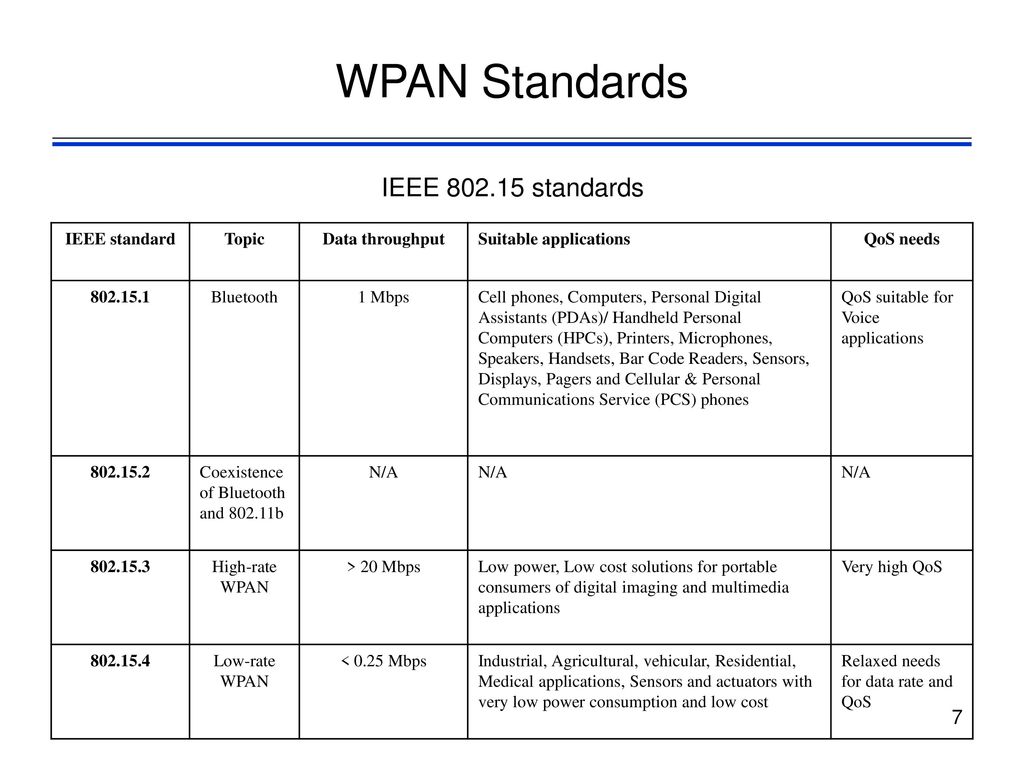 WPAN Standards
IEEE 802.15 standards
IEEE standard Topic Data throughput Suitable applications QoS needs
802.15.1 Bluetooth 1 Mbps Cell phones, Computers, Personal Digital QoS suitable for
Assistants (PDAs)/ Handheld Personal Voice
Computers (HPCs), Printers, Microphones, applications
Speakers, Handsets, Bar Code Readers, Sensors,
Displays, Pagers and Cellular & Personal
Communications Service (PCS) phones
802.15.2 Coexistence N/A N/A N/A
of Bluetooth
and 802.11b
802.15.3 High-rate > 20 Mbps Low power, Low cost solutions for portable Very high QoS
WPAN consumers of digital imaging and multimedia
applications
802.15.4 Low-rate < 0.25 Mbps Industrial, Agricultural, vehicular, Residential, Relaxed needs
WPAN Medical applications, Sensors and actuators with for data rate and
very low power consumption and low cost QoS
7